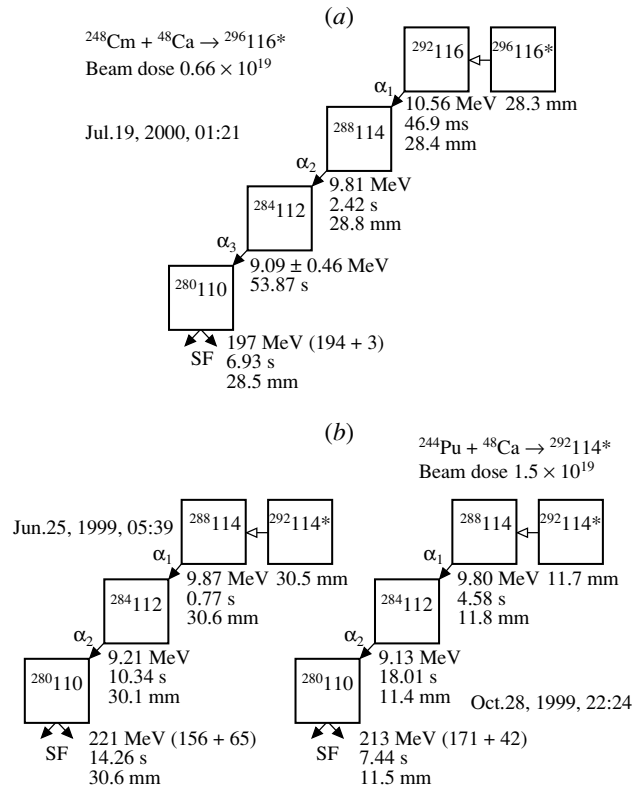 (a)
²⁴⁸Cm + ⁴⁸Ca → ²⁹⁶116*
Beam dose 0.66 × 10¹⁹
Jul.19, 2000, 01:21
²⁹²116
²⁹⁶116*
α₁
10.56 MeV 28.3 mm
46.9 ms
28.4 mm
²⁸⁸114
α₂
9.81 MeV
2.42 s
28.8 mm
²⁸⁴112
α₃
9.09 ± 0.46 MeV
53.87 s
²⁸⁰110
SF
197 MeV (194 + 3)
6.93 s
28.5 mm
(b)
²⁴⁴Pu + ⁴⁸Ca → ²⁹²114*
Beam dose 1.5 × 10¹⁹
Jun.25, 1999, 05:39
²⁸⁸114
²⁹²114*
α₁
9.87 MeV 30.5 mm
0.77 s
30.6 mm
²⁸⁴112
α₂
9.21 MeV
10.34 s
30.1 mm
²⁸⁰110
SF
221 MeV (156 + 65)
14.26 s
30.6 mm
²⁸⁸114
²⁹²114*
α₁
9.80 MeV 11.7 mm
4.58 s
11.8 mm
²⁸⁴112
α₂
9.13 MeV
18.01 s
11.4 mm
²⁸⁰110
Oct.28, 1999, 22:24
SF
213 MeV (171 + 42)
7.44 s
11.5 mm